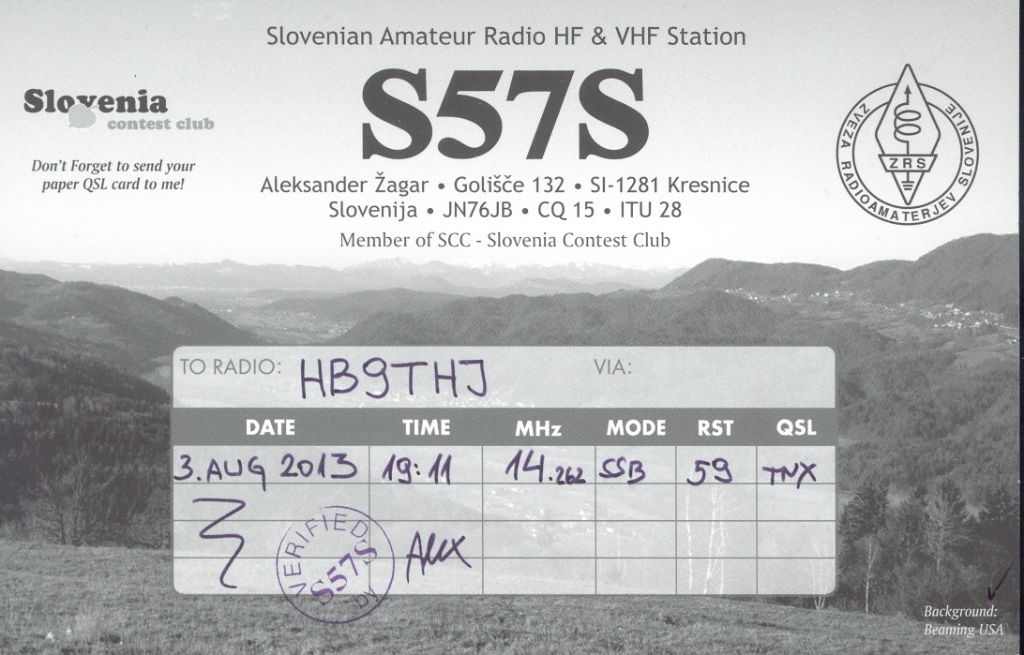 Slovenian Amateur Radio HF & VHF Station
S57S
Slovenia
contest club
Don't Forget to send your
paper QSL card to me!
Aleksander Žagar • Golišče 132 • SI-1281 Kresnice
Slovenija • JN76JB • CQ 15 • ITU 28
Member of SCC - Slovenia Contest Club
ZVEZA RADIOAMATERJEV SLOVENIJE
ZRS
TO RADIO: HB9THJ VIA:
DATE TIME MHz MODE RST QSL
3. AUG 2013 19:11 14.262 SSB 59 TNX
VERIFIED
S57S
AG
Alex
Background:
Beaming USA